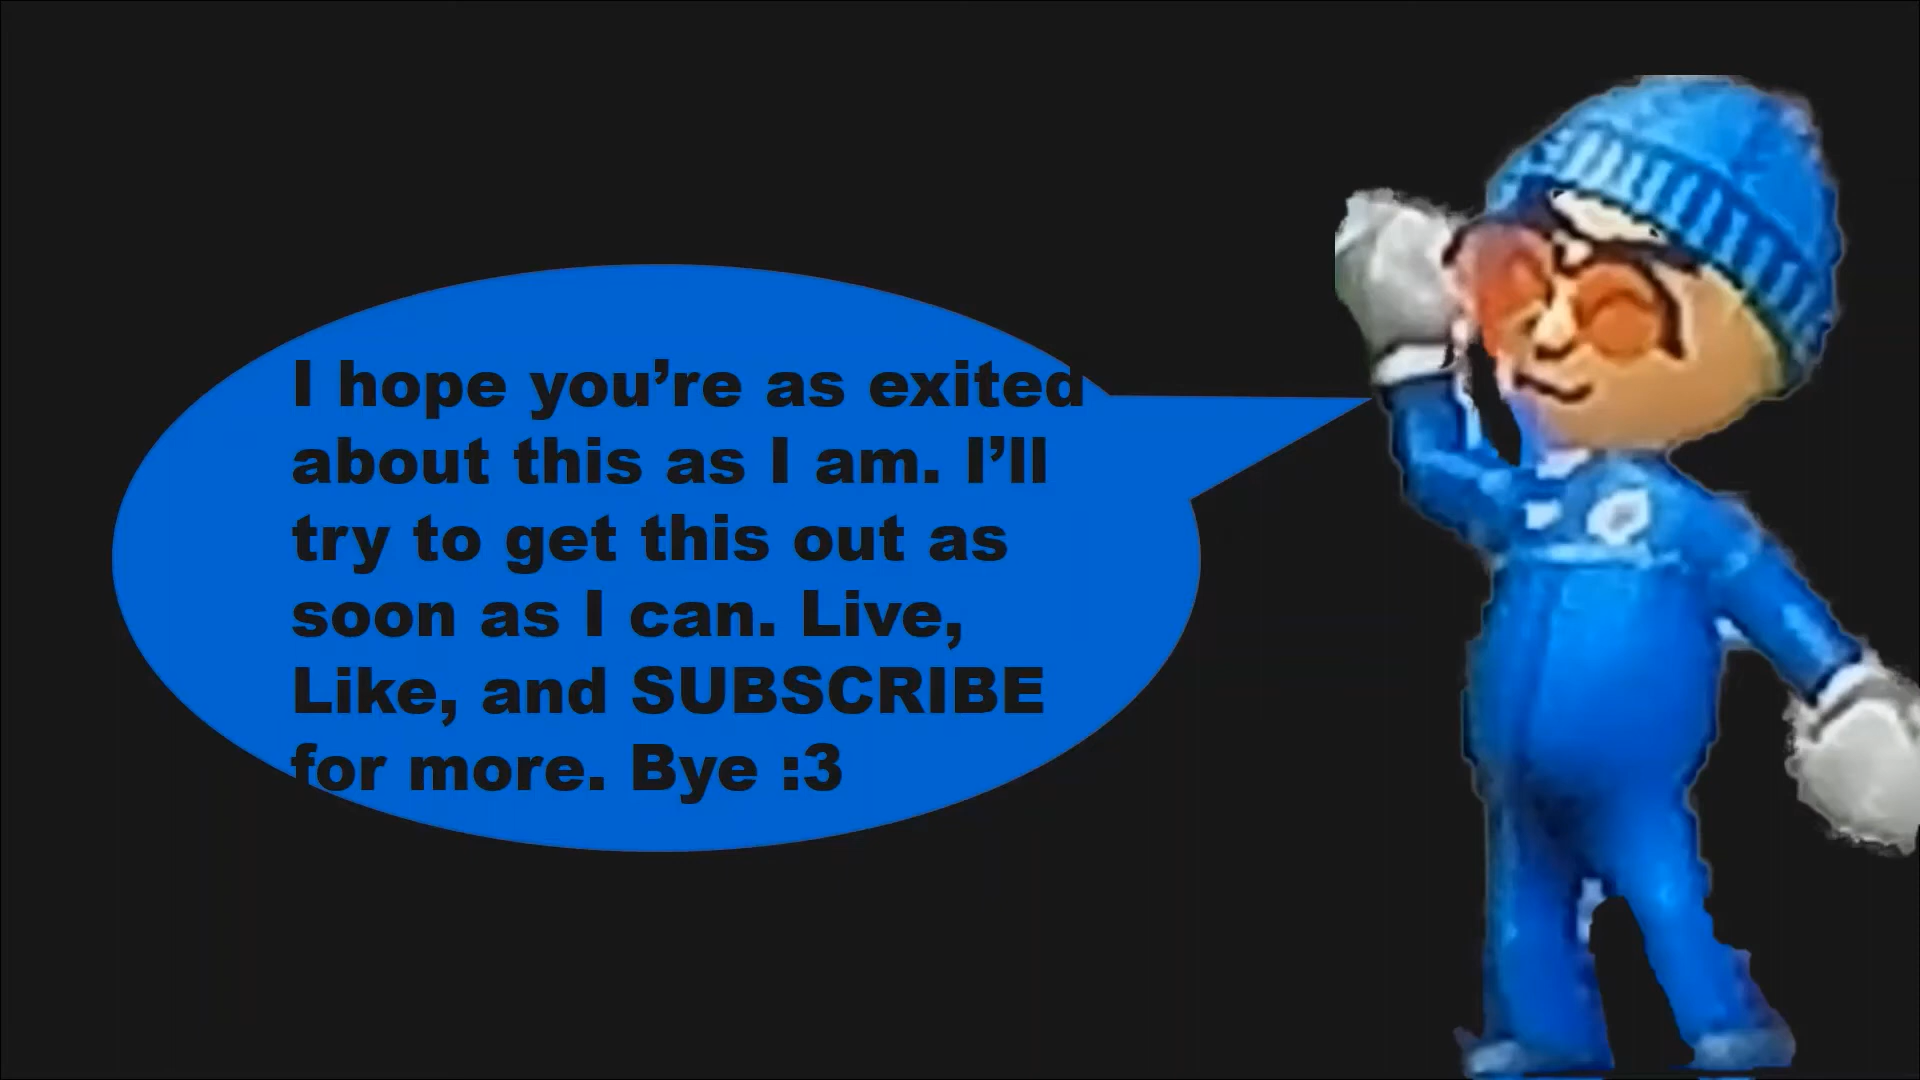 I hope you’re as exited
about this as I am. I’ll
try to get this out as
soon as I can. Live,
Like, and SUBSCRIBE
for more. Bye :3